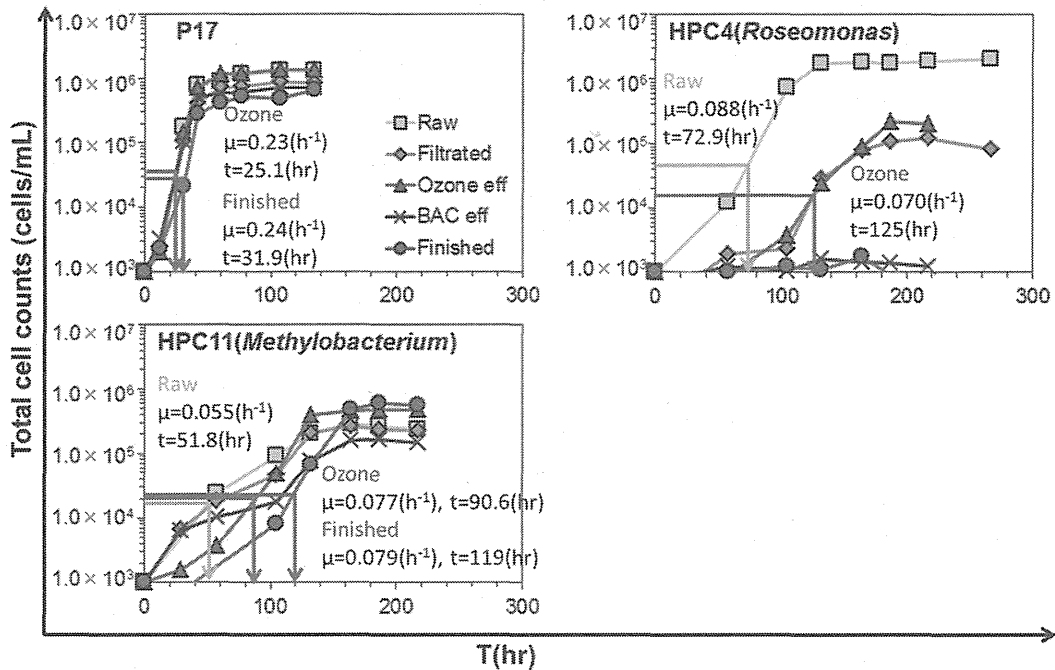 Total cell counts (cells/mL)
P17
1.0×10⁷
1.0×10⁶
1.0×10⁵
1.0×10⁴
1.0×10³
0
100
200
300
Ozone
μ=0.23(h⁻¹)
t=25.1(hr)
Finished
μ=0.24(h⁻¹)
t=31.9(hr)
Raw
Filtrated
Ozone eff
BAC eff
Finished
HPC4(Roseomonas)
1.0×10⁷
1.0×10⁶
1.0×10⁵
1.0×10⁴
1.0×10³
0
100
200
300
Raw
μ=0.088(h⁻¹)
t=72.9(hr)
Ozone
μ=0.070(h⁻¹)
t=125(hr)
HPC11(Methylobacterium)
1.0×10⁷
1.0×10⁶
1.0×10⁵
1.0×10⁴
1.0×10³
0
100
200
300
Raw
μ=0.055(h⁻¹)
t=51.8(hr)
Ozone
μ=0.077(h⁻¹), t=90.6(hr)
Finished
μ=0.079(h⁻¹), t=119(hr)
T(hr)